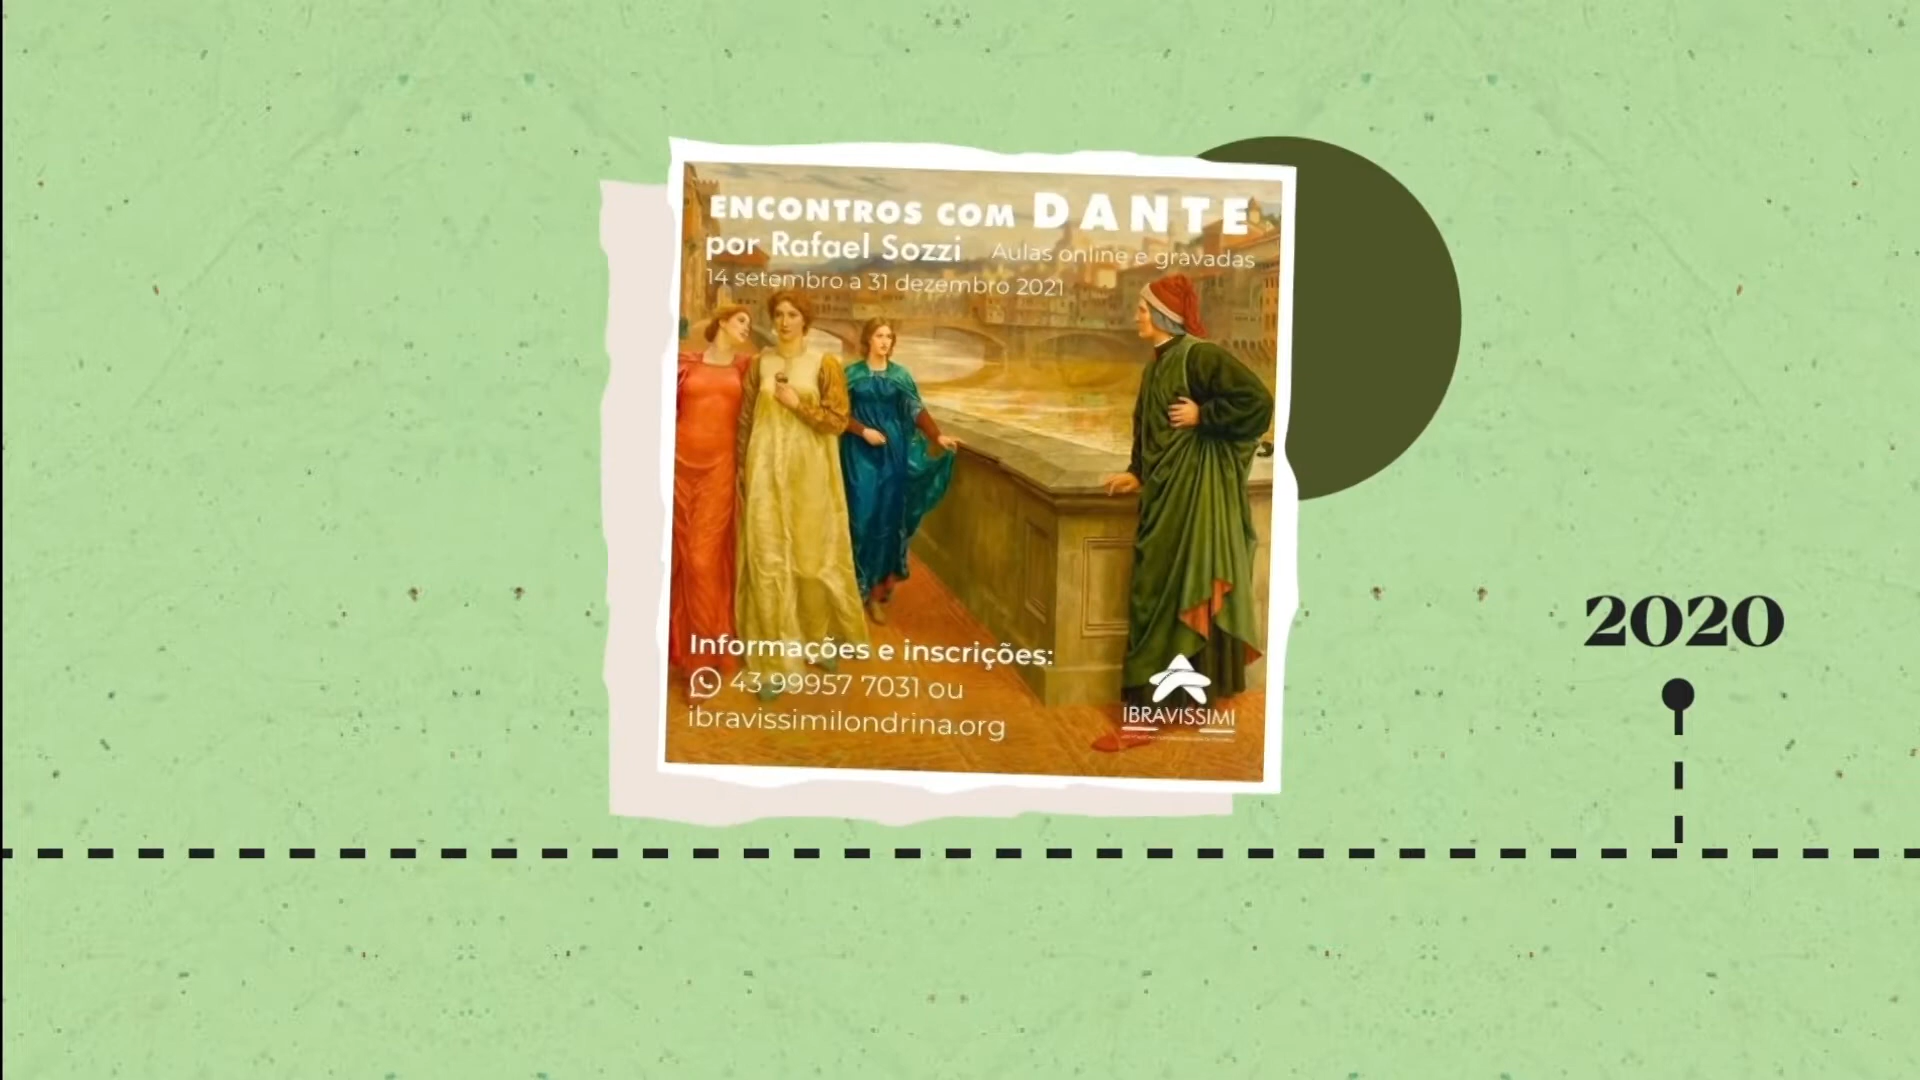 ENCONTROS COM DANTE
por Rafael Sozzi Aulas online e gravadas
14 setembro a 31 dezembro 2021
Informações e inscrições:
43 99957 7031 ou
ibravissimilondrina.org
IBRAVISSIMI
2020